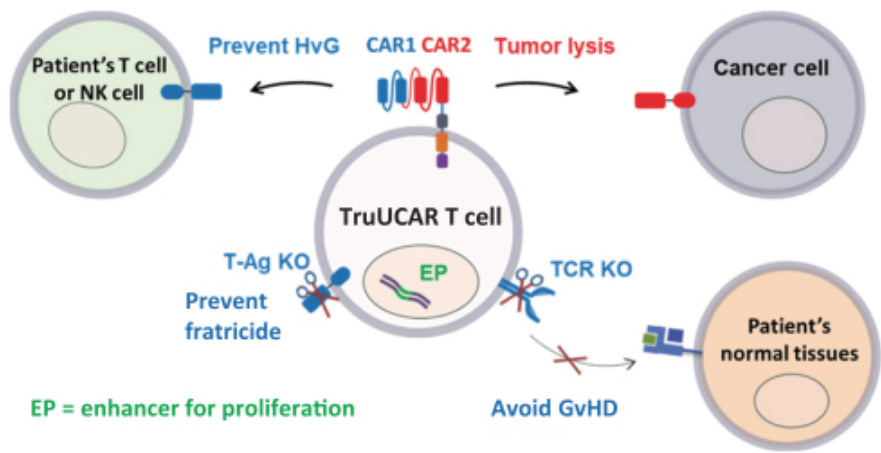 Prevent HvG
CAR1 CAR2
Tumor lysis
Patient's T cell
or NK cell
Cancer cell
TruUCAR T cell
T-Ag KO
EP
TCR KO
Prevent
fratricide
Patient's
normal tissues
EP = enhancer for proliferation
Avoid GvHD